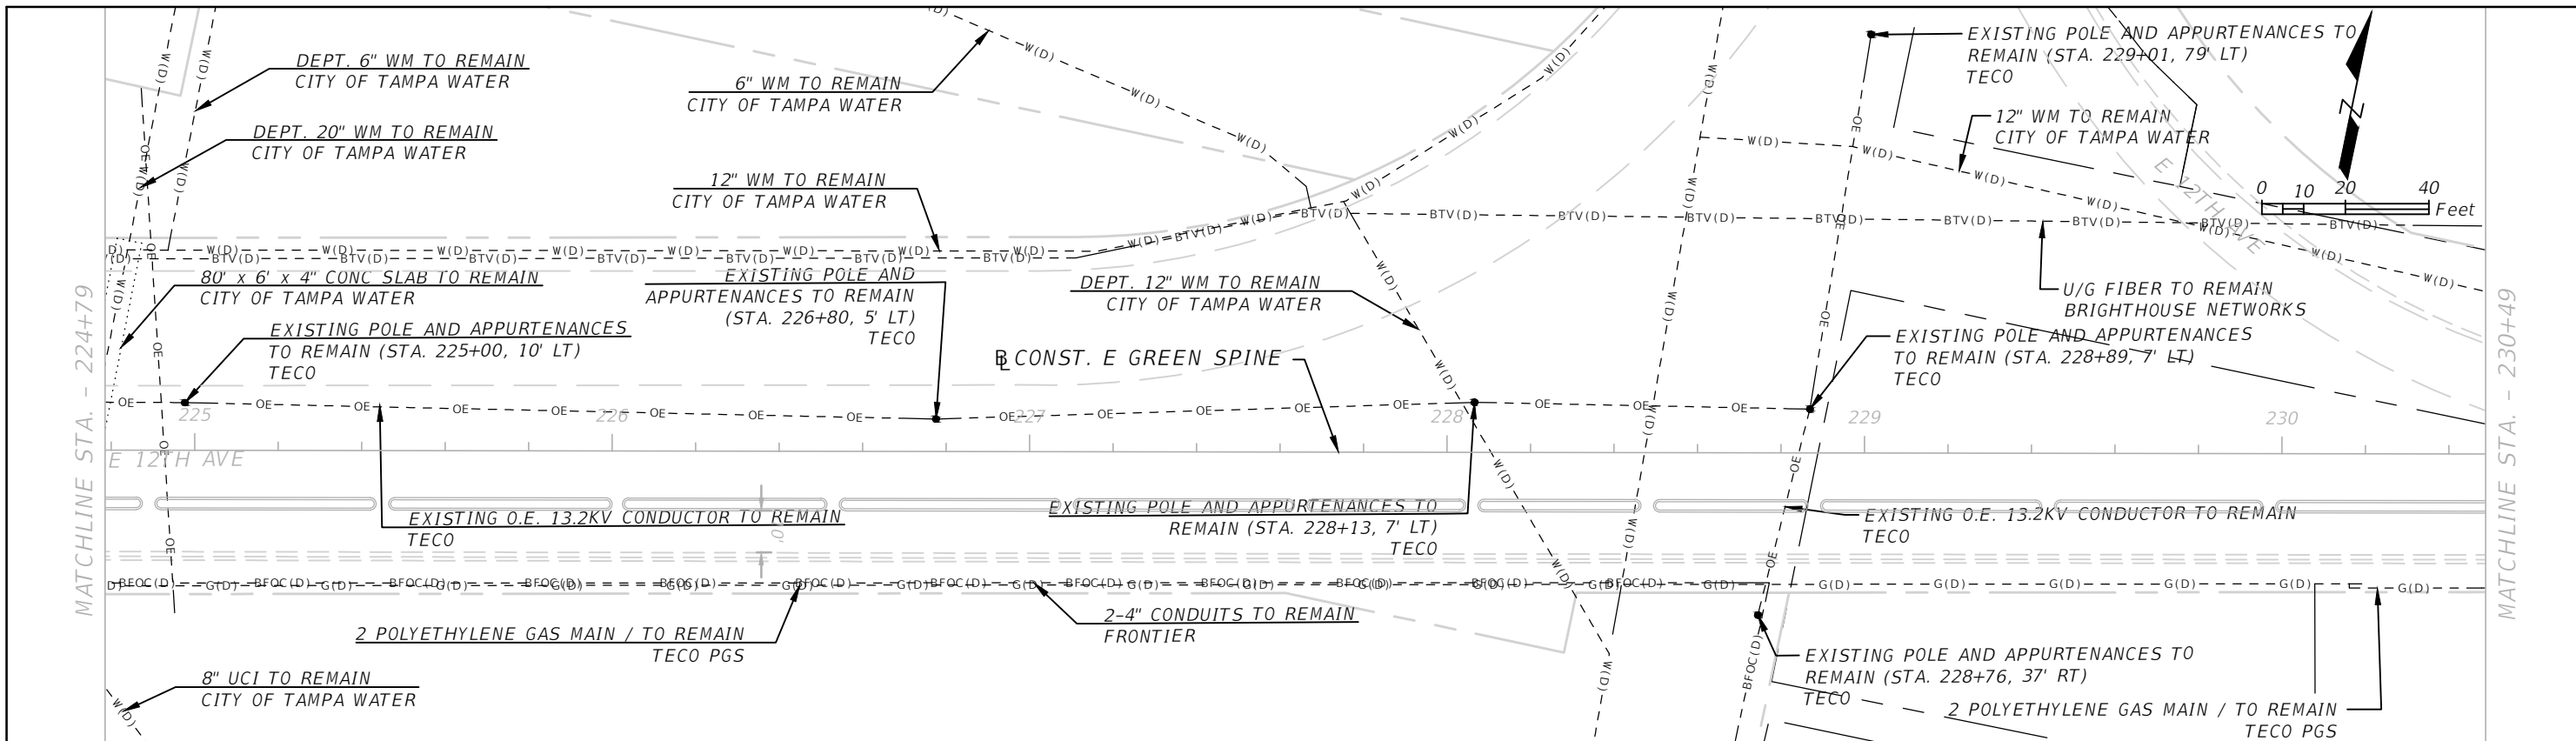 DEPT. 6" WM TO REMAIN
CITY OF TAMPA WATER
DEPT. 20" WM TO REMAIN
CITY OF TAMPA WATER
6" WM TO REMAIN
CITY OF TAMPA WATER
12" WM TO REMAIN
CITY OF TAMPA WATER
EXISTING POLE AND APPURTENANCES TO
REMAIN (STA. 229+01, 79' LT)
TECO
12" WM TO REMAIN
CITY OF TAMPA WATER
E 12TH AVE
0 10 20 40
Feet
N
80' x 6' x 4" CONC SLAB TO REMAIN
CITY OF TAMPA WATER
EXISTING POLE AND
APPURTENANCES TO REMAIN
(STA. 226+80, 5' LT)
TECO
DEPT. 12" WM TO REMAIN
CITY OF TAMPA WATER
U/G FIBER TO REMAIN
BRIGHTHOUSE NETWORKS
EXISTING POLE AND APPURTENANCES
TO REMAIN (STA. 225+00, 10' LT)
TECO
BL CONST. E GREEN SPINE
EXISTING POLE AND APPURTENANCES
TO REMAIN (STA. 228+89, 7' LT)
TECO
MATCHLINE STA. - 224+79
MATCHLINE STA. - 230+49
225 226 227 228 229 230
E 12TH AVE
EXISTING O.E. 13.2KV CONDUCTOR TO REMAIN
TECO
EXISTING POLE AND APPURTENANCES TO
REMAIN (STA. 228+13, 7' LT)
TECO
EXISTING O.E. 13.2KV CONDUCTOR TO REMAIN
TECO
2 POLYETHYLENE GAS MAIN / TO REMAIN
TECO PGS
2-4" CONDUITS TO REMAIN
FRONTIER
8" UCI TO REMAIN
CITY OF TAMPA WATER
EXISTING POLE AND APPURTENANCES TO
REMAIN (STA. 228+76, 37' RT)
TECO
2 POLYETHYLENE GAS MAIN / TO REMAIN
TECO PGS
W(D)
BTV(D)
OE
BFOC(D)
G(D)